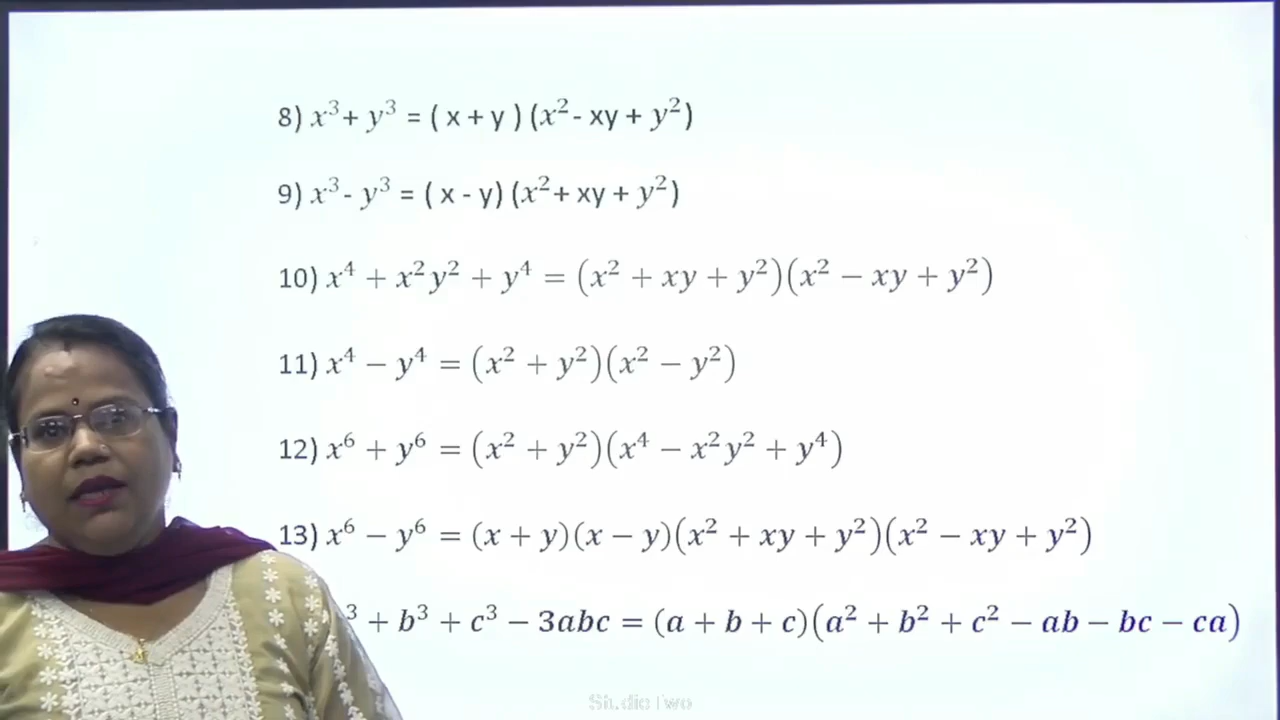 8) x³+ y³ = ( x + y ) (x²- xy + y²)
9) x³- y³ = ( x - y) (x²+ xy + y²)
10) x⁴ + x²y² + y⁴ = (x² + xy + y²)(x² − xy + y²)
11) x⁴ − y⁴ = (x² + y²)(x² − y²)
12) x⁶ + y⁶ = (x² + y²)(x⁴ − x²y² + y⁴)
13) x⁶ − y⁶ = (x + y)(x − y)(x² + xy + y²)(x² − xy + y²)
³ + b³ + c³ − 3abc = (a + b + c)(a² + b² + c² − ab − bc − ca)